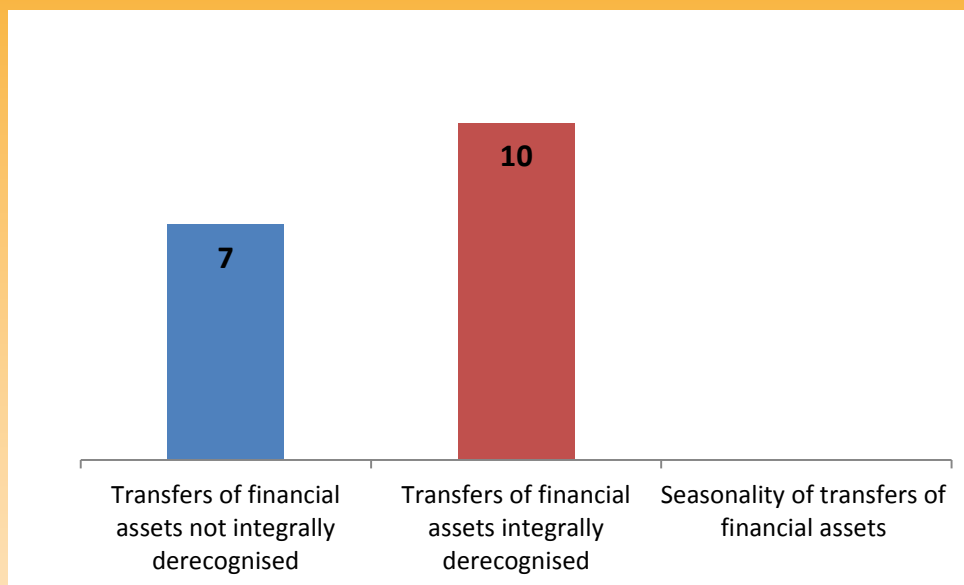 7
10
Transfers of financial
assets not integrally
derecognised
Transfers of financial
assets integrally
derecognised
Seasonality of transfers of
financial assets